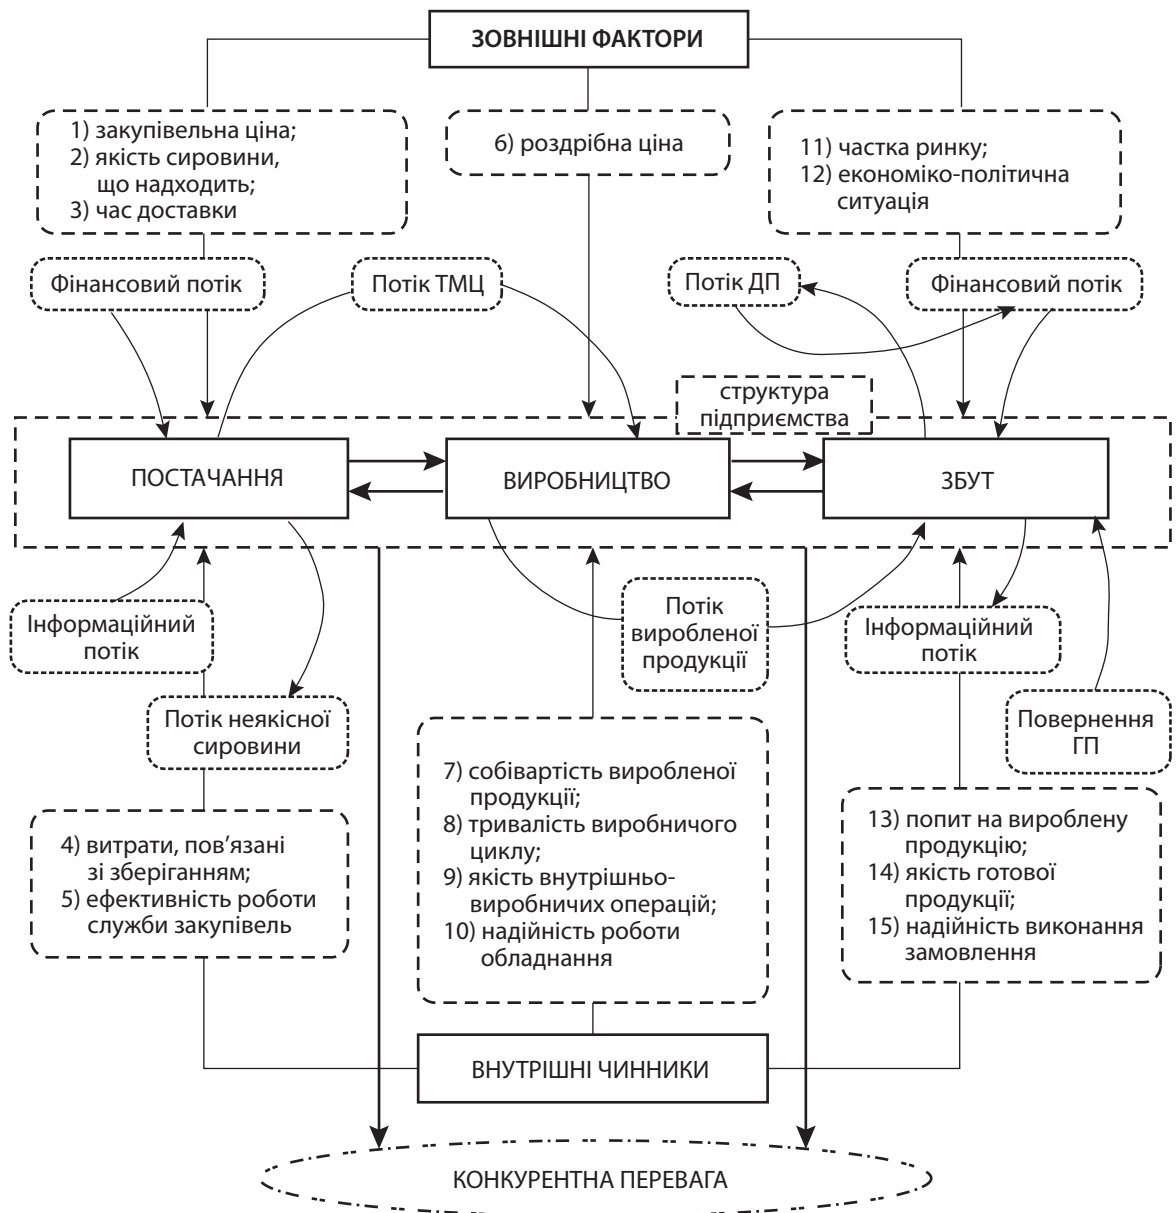 ЗОВНІШНІ ФАКТОРИ
1) закупівельна ціна;
2) якість сировини,
що надходить;
3) час доставки
6) роздрібна ціна
11) частка ринку;
12) економіко-політична
ситуація
Фінансовий потік
Потік ТМЦ
Потік ДП
Фінансовий потік
структура
підприємства
ПОСТАЧАННЯ
ВИРОБНИЦТВО
ЗБУТ
Інформаційний
потік
Потік
виробленої
продукції
Інформаційний
потік
Потік неякісної
сировини
Повернення
ГП
4) витрати, пов’язані
зі зберіганням;
5) ефективність роботи
служби закупівель
7) собівартість виробленої
продукції;
8) тривалість виробничого
циклу;
9) якість внутрішньо-
виробничих операцій;
10) надійність роботи
обладнання
13) попит на вироблену
продукцію;
14) якість готової
продукції;
15) надійність виконання
замовлення
ВНУТРІШНІ ЧИННИКИ
КОНКУРЕНТНА ПЕРЕВАГА